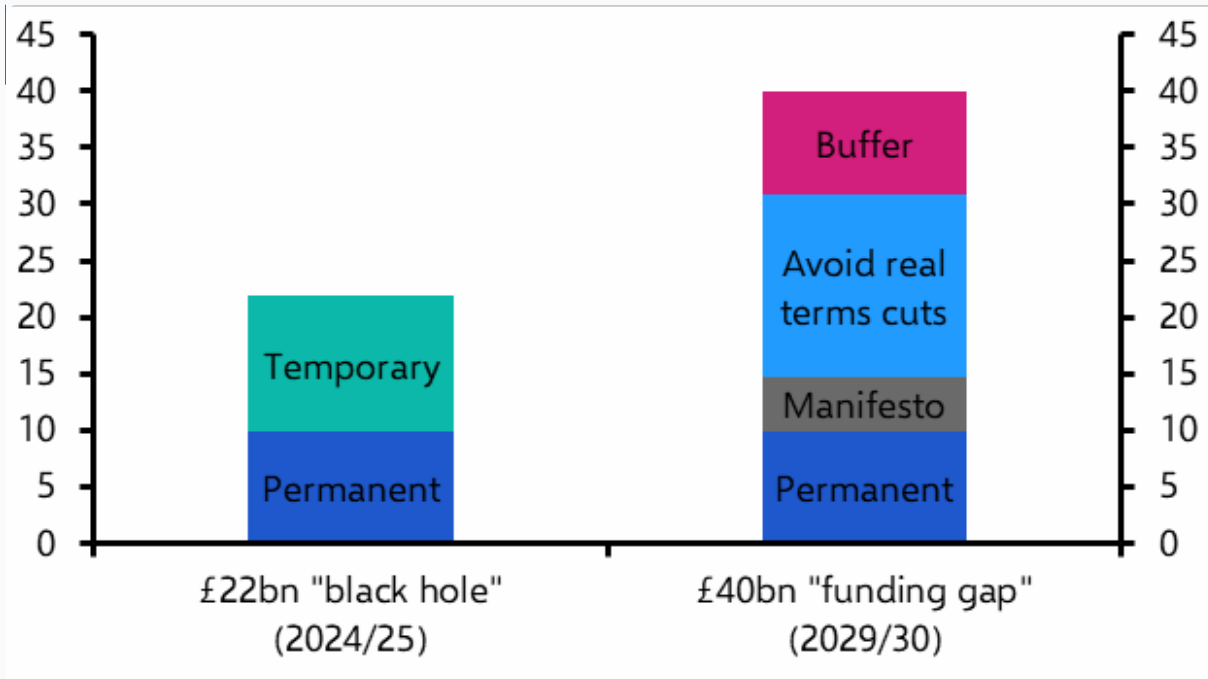 45
40
35
30
25
20
15
10
5
0
Temporary
Permanent
Buffer
Avoid real
terms cuts
Manifesto
Permanent
45
40
35
30
25
20
15
10
5
0
£22bn "black hole"
(2024/25)
£40bn "funding gap"
(2029/30)